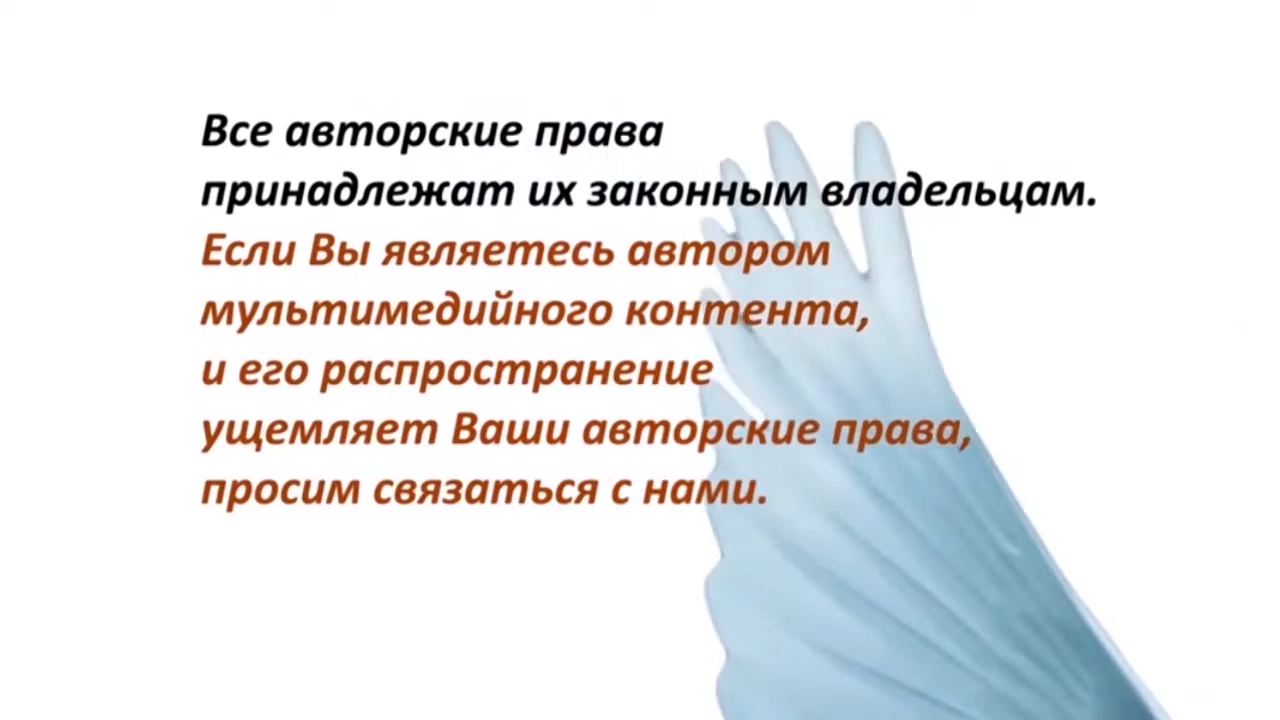 Все авторские права
принадлежат их законным владельцам.
Если Вы являетесь автором
мультимедийного контента,
и его распространение
ущемляет Ваши авторские права,
просим связаться с нами.